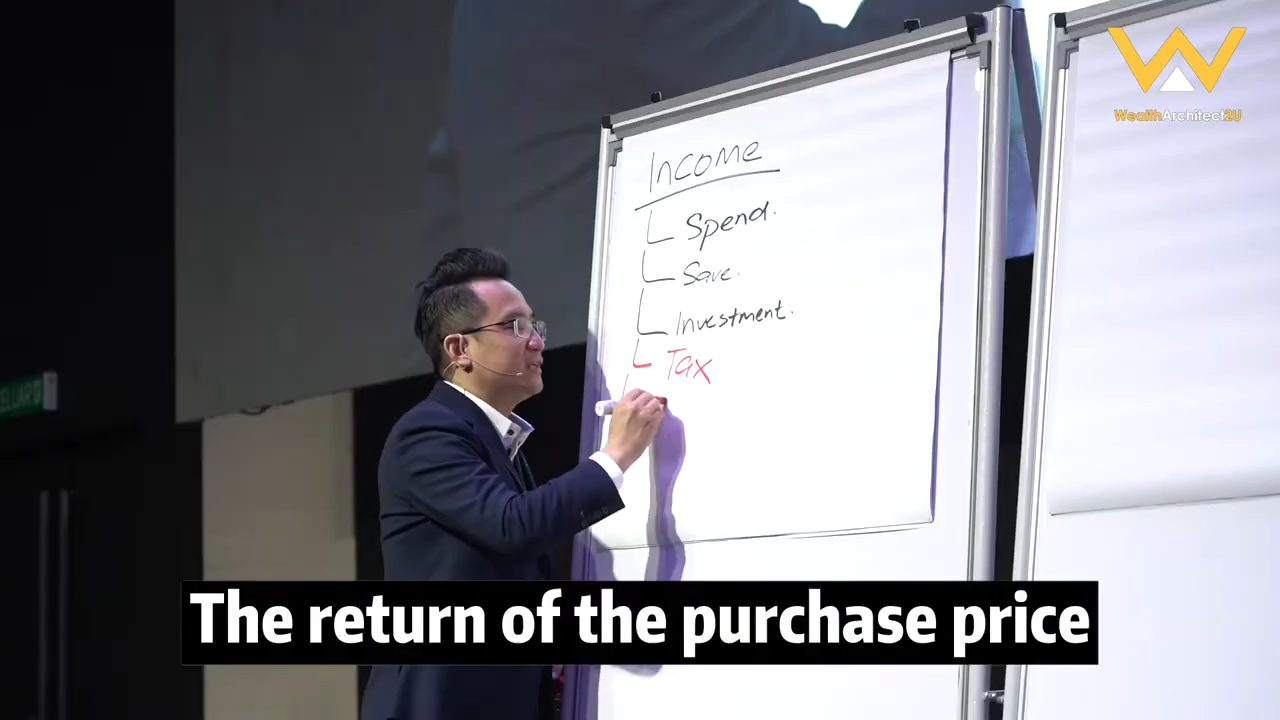 WealthArchitect2U
Income
Spend.
Save.
Investment.
Tax
The return of the purchase price